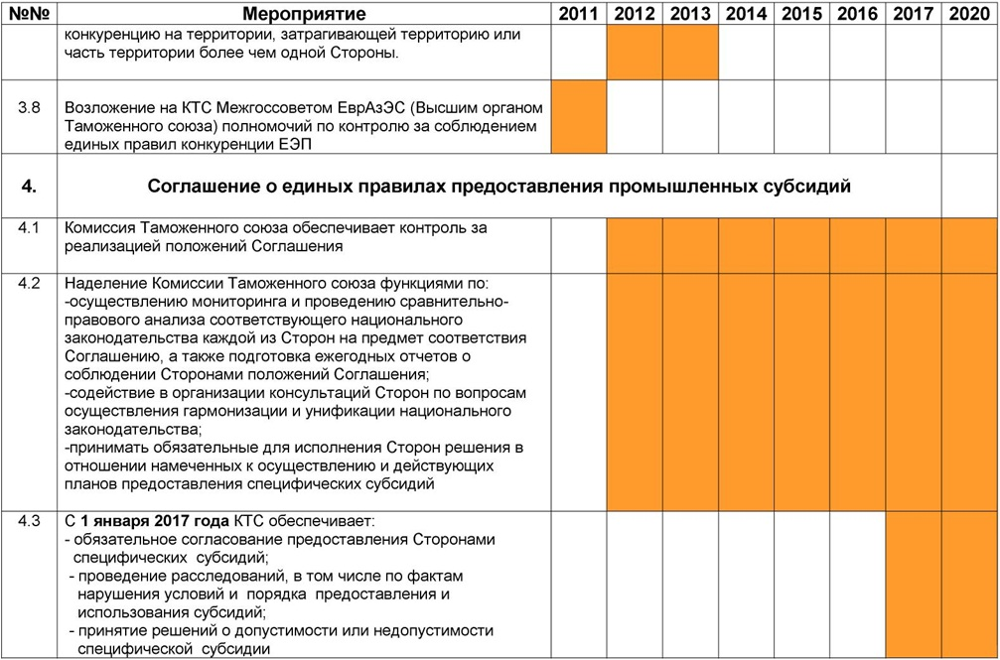 №№ Мероприятие 2011 2012 2013 2014 2015 2016 2017 2020
конкуренцию на территории, затрагивающей территорию или
часть территории более чем одной Стороны.
3.8 Возложение на КТС Межгоссоветом ЕврАзЭС (Высшим органом
Таможенного союза) полномочий по контролю за соблюдением
единых правил конкуренции ЕЭП
4. Соглашение о единых правилах предоставления промышленных субсидий
4.1 Комиссия Таможенного союза обеспечивает контроль за
реализацией положений Соглашения
4.2 Наделение Комиссии Таможенного союза функциями по:
-осуществлению мониторинга и проведению сравнительно-
правового анализа соответствующего национального
законодательства каждой из Сторон на предмет соответствия
Соглашению, а также подготовка ежегодных отчетов о
соблюдении Сторонами положений Соглашения;
-содействие в организации консультаций Сторон по вопросам
осуществления гармонизации и унификации национального
законодательства;
-принимать обязательные для исполнения Сторон решения в
отношении намеченных к осуществлению и действующих
планов предоставления специфических субсидий
4.3 С 1 января 2017 года КТС обеспечивает:
- обязательное согласование предоставления Сторонами
специфических субсидий;
- проведение расследований, в том числе по фактам
нарушения условий и порядка предоставления и
использования субсидий;
- принятие решений о допустимости или недопустимости
специфической субсидии